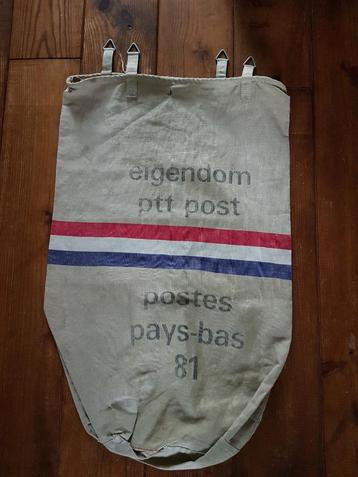 eigendom
ptt post
postes
pays-bas
81